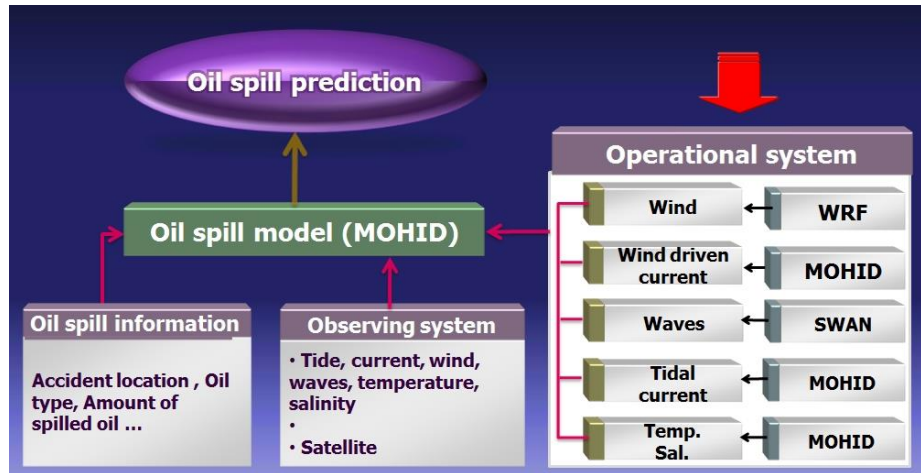 Oil spill prediction
Operational system
Wind
WRF
Oil spill model (MOHID)
Wind driven
current
MOHID
Oil spill information
Observing system
Waves
SWAN
Accident location , Oil
type, Amount of
spilled oil ...
• Tide, current, wind,
waves, temperature,
salinity
•
• Satellite
Tidal
current
MOHID
Temp.
Sal.
MOHID